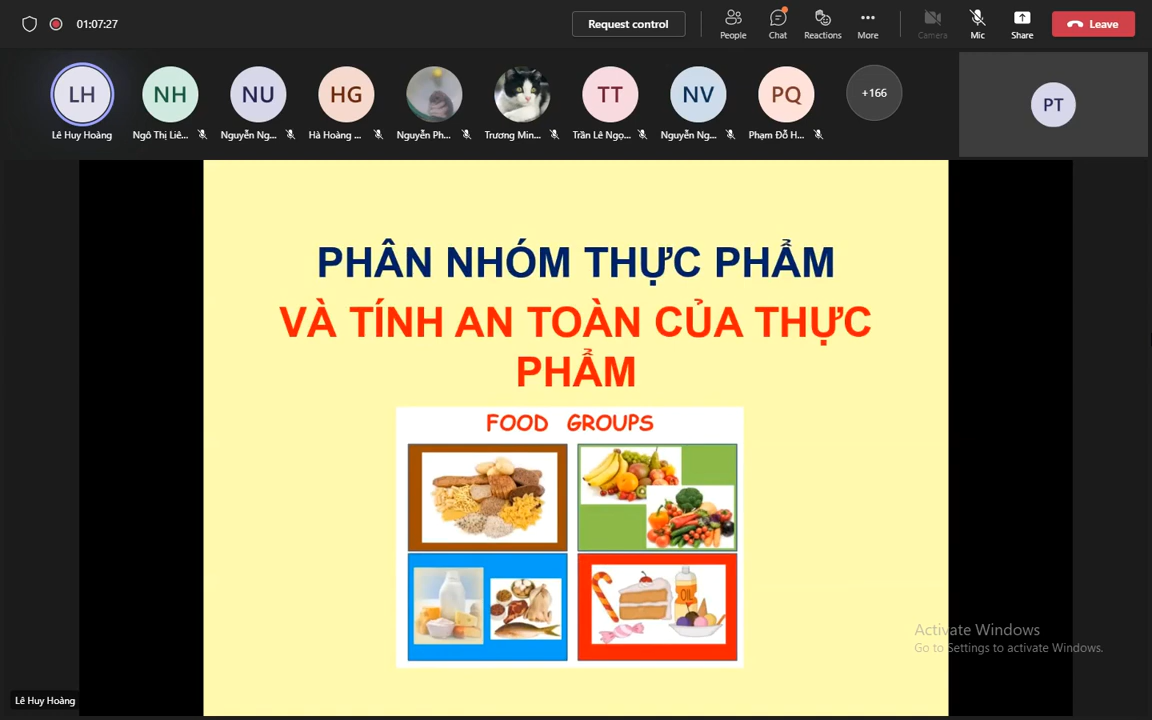 01:07:27
Request control
People
Chat
Reactions
More
Camera
Mic
Share
Leave
LH
NH
NU
HG
TT
NV
PQ
+166
PT
Lê Huy Hoàng
Ngô Thị Liê...
Nguyễn Ng...
Hà Hoàng ...
Nguyễn Ph...
Trương Min...
Trần Lê Ngọ...
Nguyễn Ng...
Phạm Đỗ H...
PHÂN NHÓM THỰC PHẨM
VÀ TÍNH AN TOÀN CỦA THỰC
PHẨM
FOOD GROUPS
OIL
Activate Windows
Go to Settings to activate Windows.
Lê Huy Hoàng